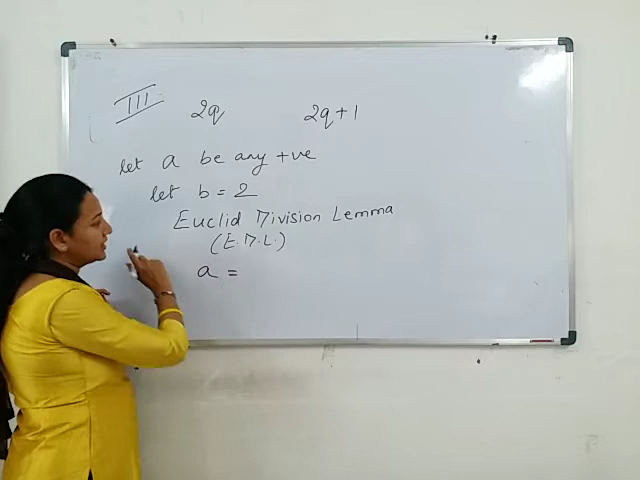 III
2q 2q+1
let a be any +ve
let b = 2
Euclid Division Lemma
(E.D.L.)
a =